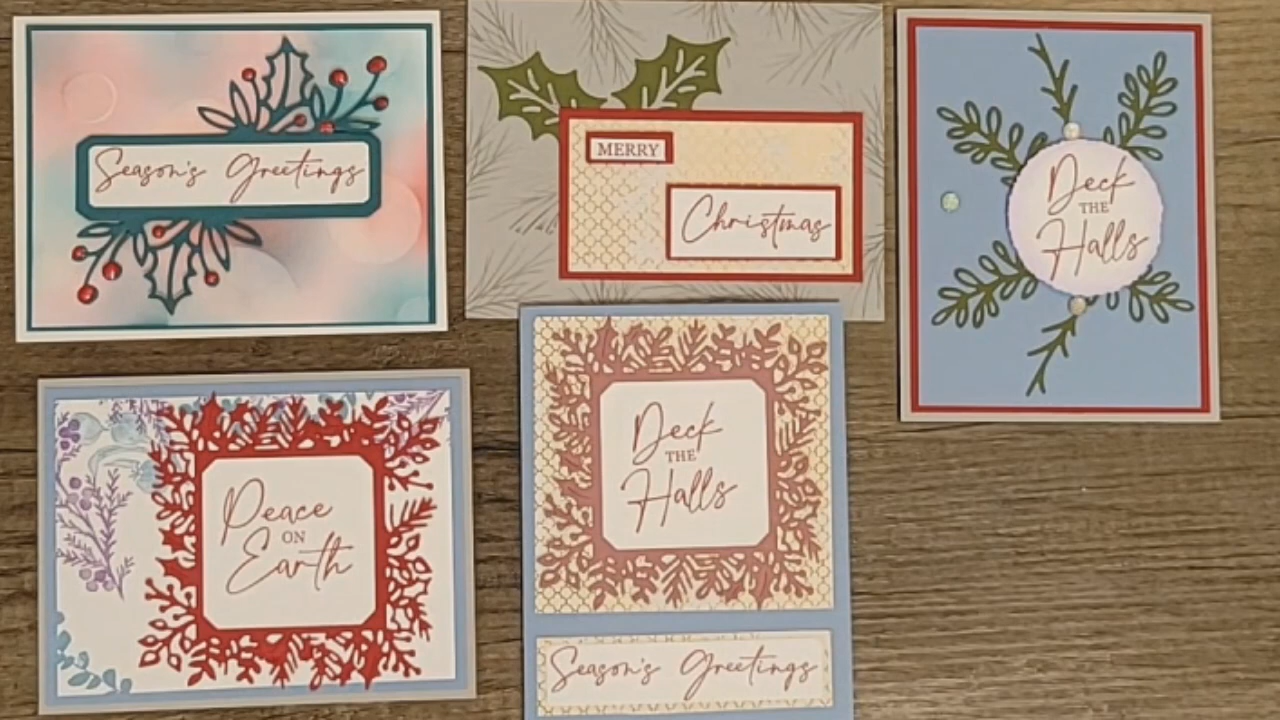 Season's Greetings
MERRY
Christmas
Deck
THE
Halls
Peace
ON
Earth
Deck
THE
Halls
Season's Greetings